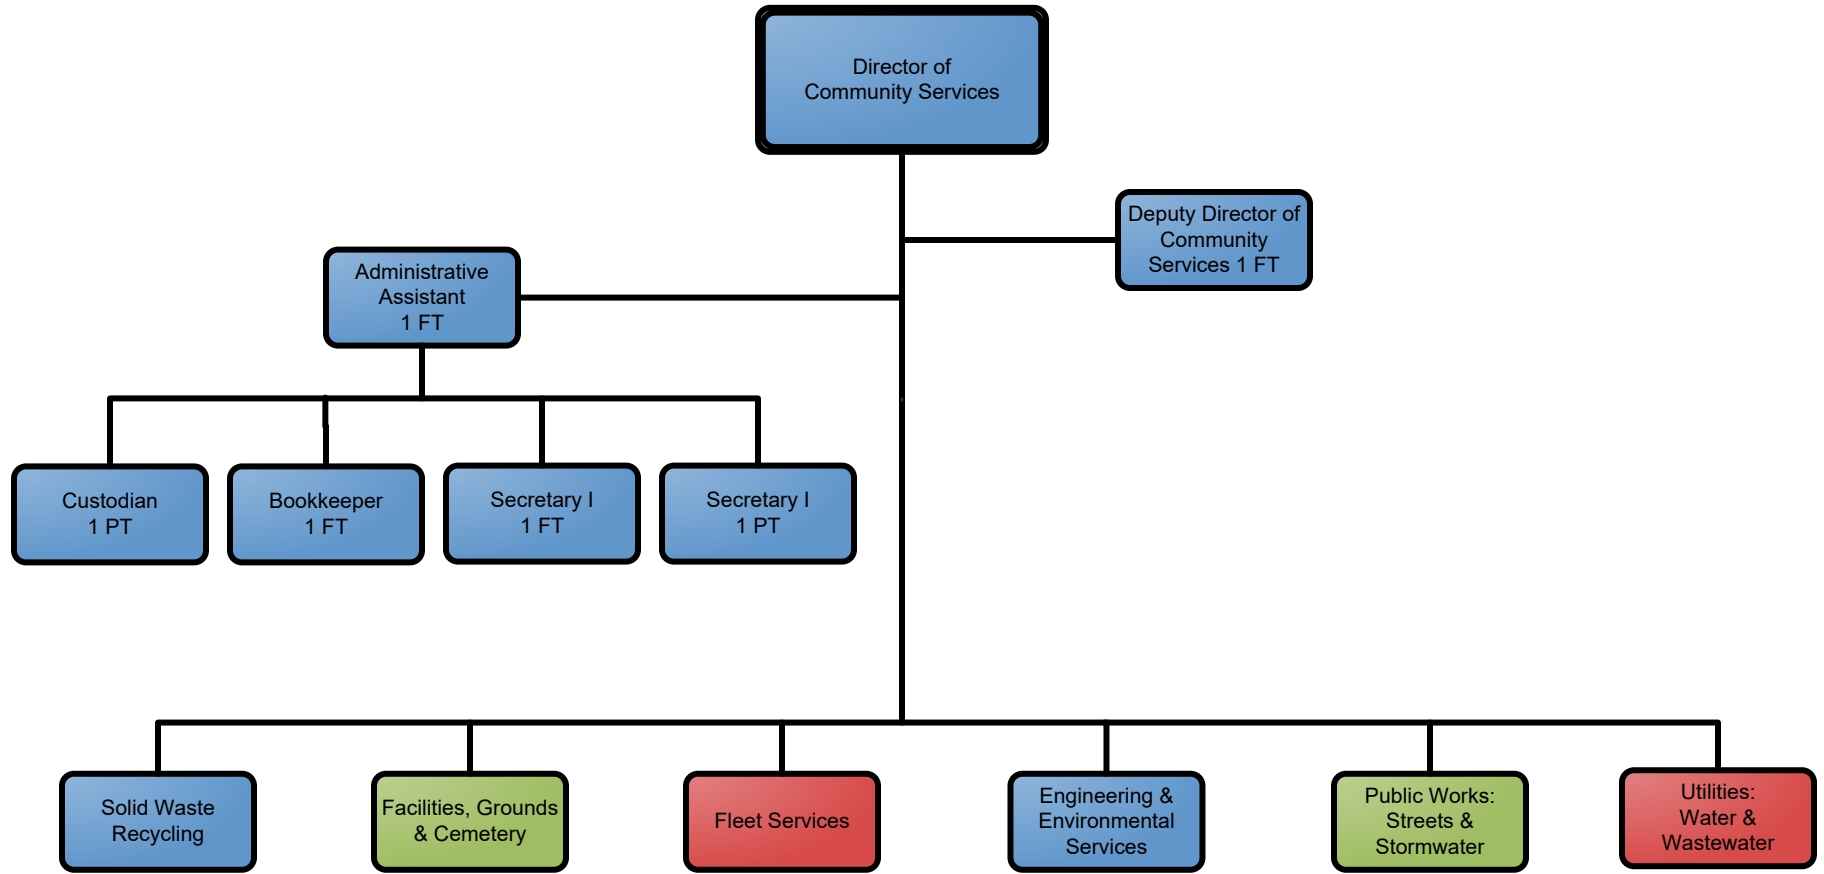 Director of
Community Services
Deputy Director of
Community
Services 1 FT
Administrative
Assistant
1 FT
Custodian
1 PT
Bookkeeper
1 FT
Secretary I
1 FT
Secretary I
1 PT
Solid Waste
Recycling
Facilities, Grounds
& Cemetery
Fleet Services
Engineering &
Environmental
Services
Public Works:
Streets &
Stormwater
Utilities:
Water &
Wastewater